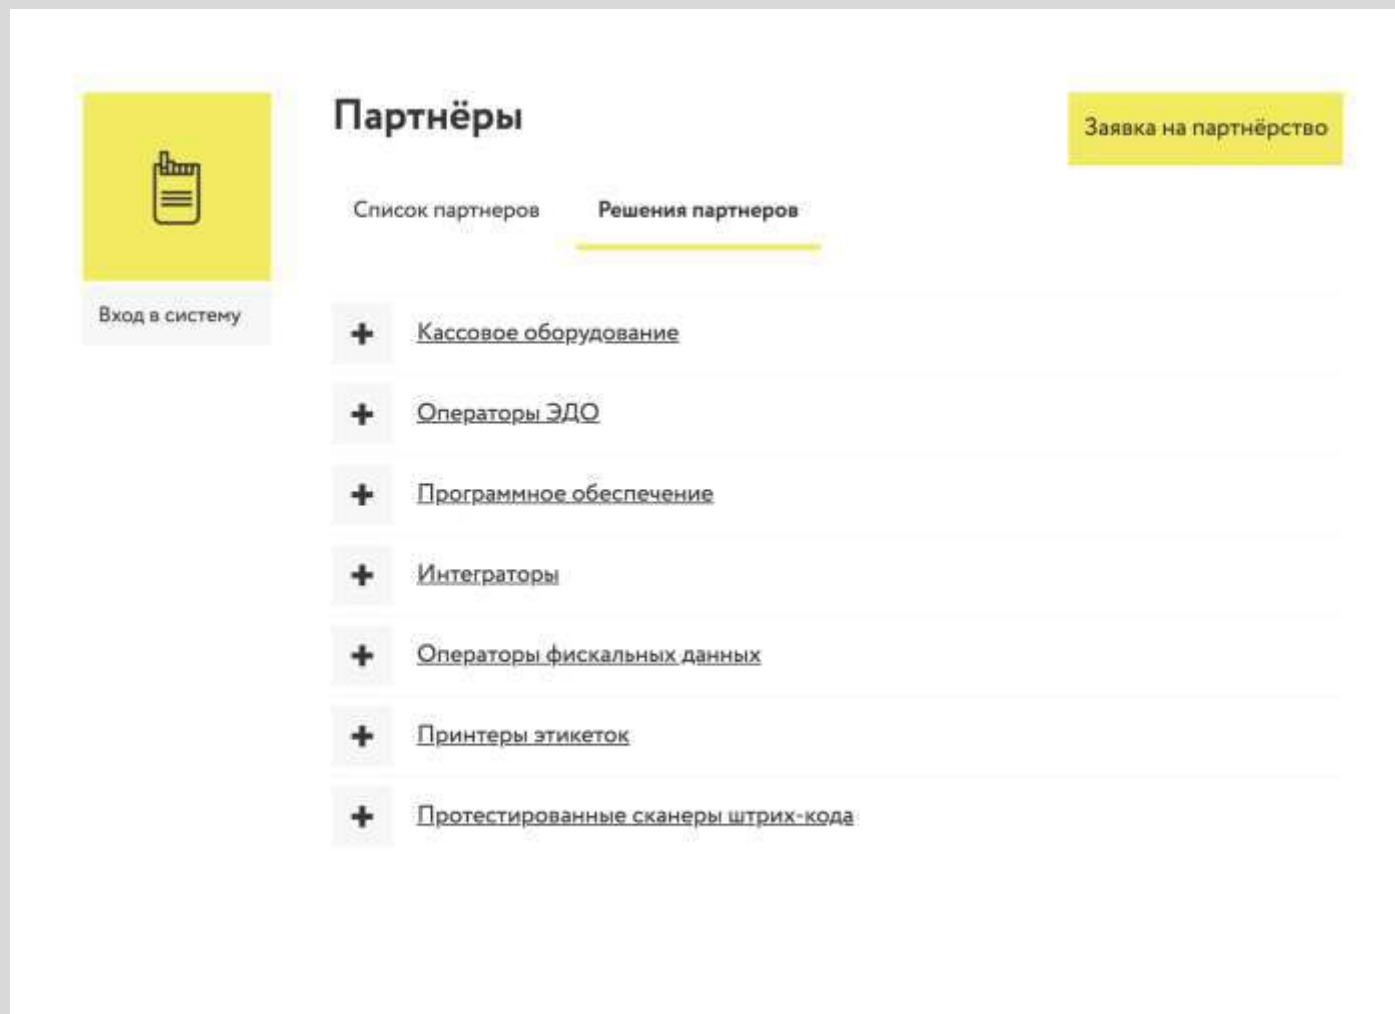 Партнёры
Заявка на партнёрство
Список партнеров
Решения партнеров
Вход в систему
Кассовое оборудование
Операторы ЭДО
Программное обеспечение
Интеграторы
Операторы фискальных данных
Принтеры этикеток
Протестированные сканеры штрих-кода